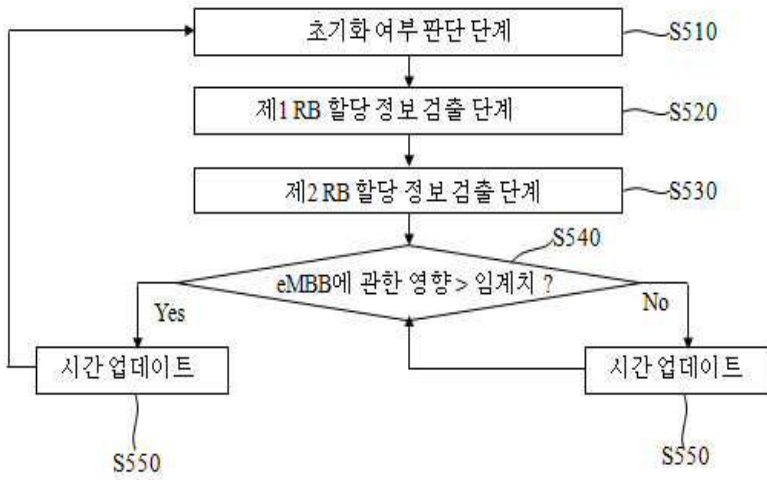 초기화 여부 판단 단계
S510
제1 RB 할당 정보 검출 단계
S520
제2 RB 할당 정보 검출 단계
S530
S540
eMBB에 관한 영향 > 임계치 ?
Yes
No
시간 업데이트
시간 업데이트
S550
S550